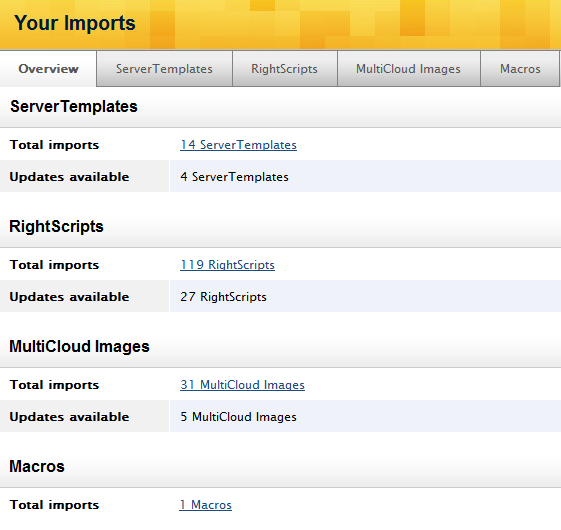 Your Imports
Overview ServerTemplates RightScripts MultiCloud Images Macros
ServerTemplates
Total imports 14 ServerTemplates
Updates available 4 ServerTemplates
RightScripts
Total imports 119 RightScripts
Updates available 27 RightScripts
MultiCloud Images
Total imports 31 MultiCloud Images
Updates available 5 MultiCloud Images
Macros
Total imports 1 Macros